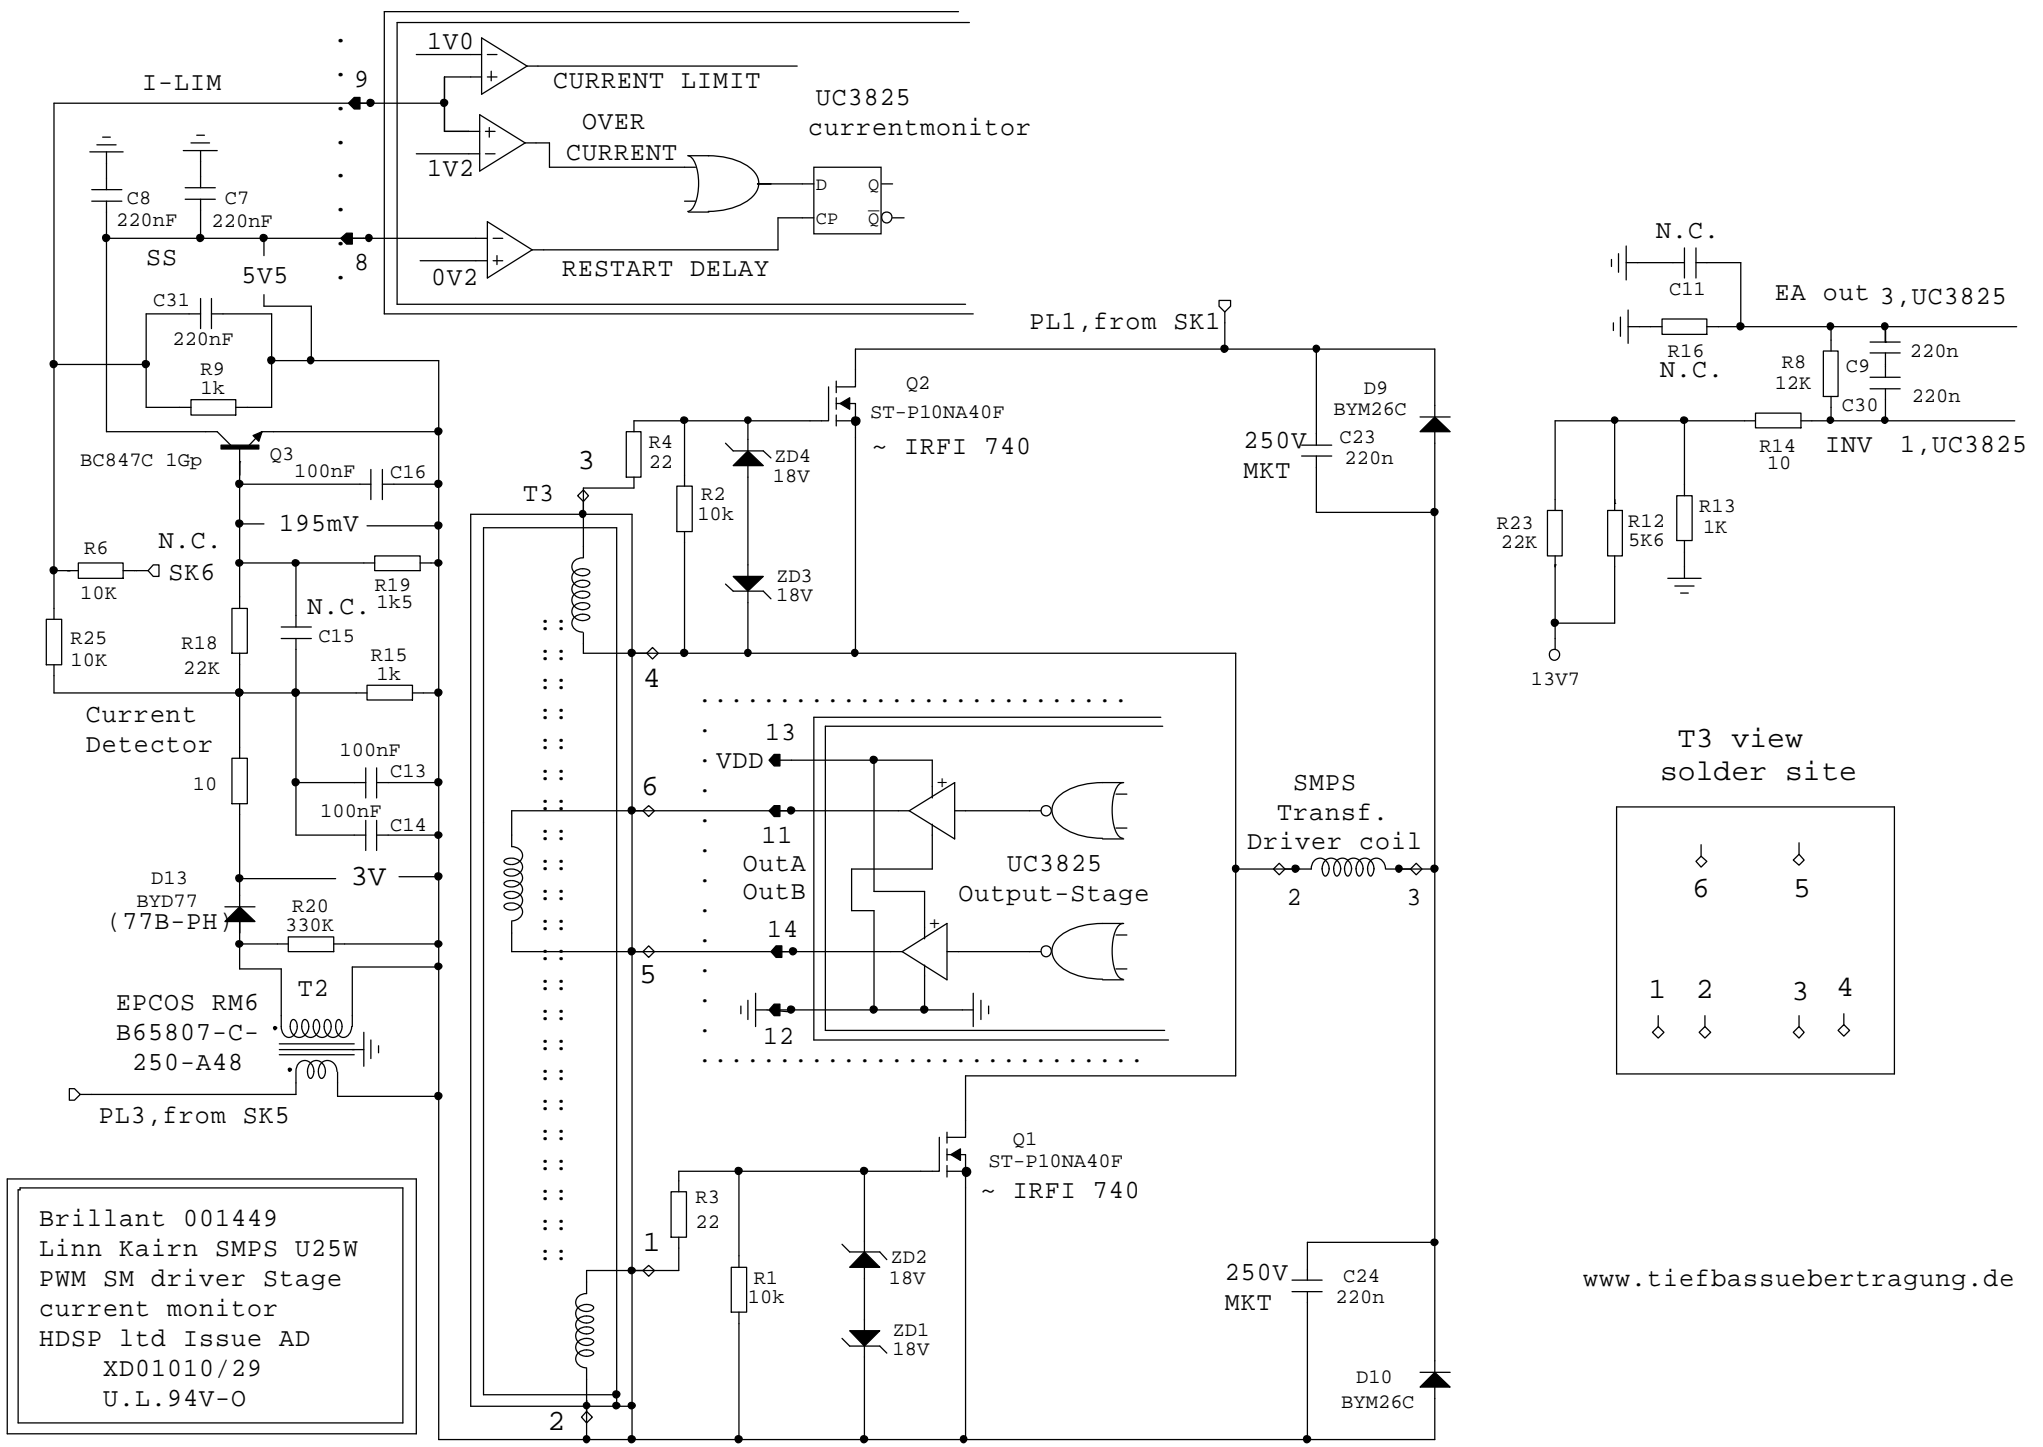 1V0
I-LIM
9
CURRENT LIMIT
UC3825
currentmonitor
OVER
CURRENT
1V2
D
Q
CP
Q
C8
220nF
C7
220nF
SS
8
5V5
0V2
RESTART DELAY
C31
220nF
R9
1k
BC847C 1Gp
Q3
100nF
C16
195mV
N.C.
SK6
R6
10K
R19
1k5
N.C.
C15
R25
10K
R18
22K
R15
1k
Current
Detector
10
100nF
C13
100nF
C14
3V
D13
BYD77
(77B-PH)
R20
330K
T2
EPCOS RM6
B65807-C-
250-A48
PL3,from SK5
PL1,from SK1
Q2
ST-P10NA40F
~ IRFI 740
D9
BYM26C
250V
MKT
C23
220n
3
R4
22
T3
R2
10k
ZD4
18V
ZD3
18V
4
13
VDD
6
11
OutA
OutB
14
5
12
UC3825
Output-Stage
SMPS
Transf.
Driver coil
2
3
Q1
ST-P10NA40F
~ IRFI 740
R3
22
1
R1
10k
ZD2
18V
ZD1
18V
2
250V
MKT
C24
220n
D10
BYM26C
N.C.
C11
EA out 3,UC3825
R16
N.C.
R8
12K
C9
220n
220n
C30
R14
10
INV 1,UC3825
R23
22K
R12
5K6
R13
1K
13V7
T3 view
solder site
6
5
1
2
3
4
www.tiefbassuebertragung.de
Brillant 001449
Linn Kairn SMPS U25W
PWM SM driver Stage
current monitor
HDSP ltd Issue AD
XD01010/29
U.L.94V-O